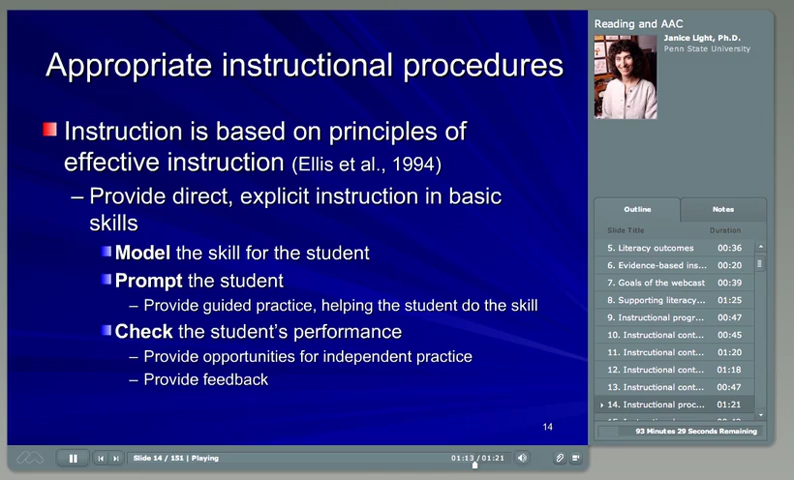 Appropriate instructional procedures
Instruction is based on principles of
effective instruction (Ellis et al., 1994)
– Provide direct, explicit instruction in basic
skills
Model the skill for the student
Prompt the student
– Provide guided practice, helping the student do the skill
Check the student's performance
– Provide opportunities for independent practice
– Provide feedback
14
Slide 14 / 151 | Playing
01:13 / 01:21
Reading and AAC
Janice Light, Ph.D.
Penn State University
Outline
Notes
Slide Title Duration
5. Literacy outcomes 00:36
6. Evidence-based ins... 00:20
7. Goals of the webcast 00:39
8. Supporting literacy... 01:25
9. Instructional progr... 00:47
10. Instructional cont... 00:45
11. Instrcutional cont... 01:20
12. Instructional cont... 01:18
13. Instructional cont... 00:47
14. Instructional proc... 01:21
93 Minutes 29 Seconds Remaining